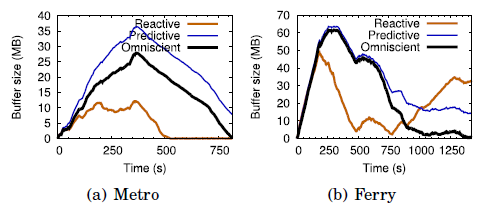 Reactive
Predictive
Omniscient
Buffer size (MB)
40
35
30
25
20
15
10
5
0
0 250 500 750
Time (s)
(a) Metro
Reactive
Predictive
Omniscient
Buffer size (MB)
70
60
50
40
30
20
10
0
0 250 500 750 1000 1250
Time (s)
(b) Ferry